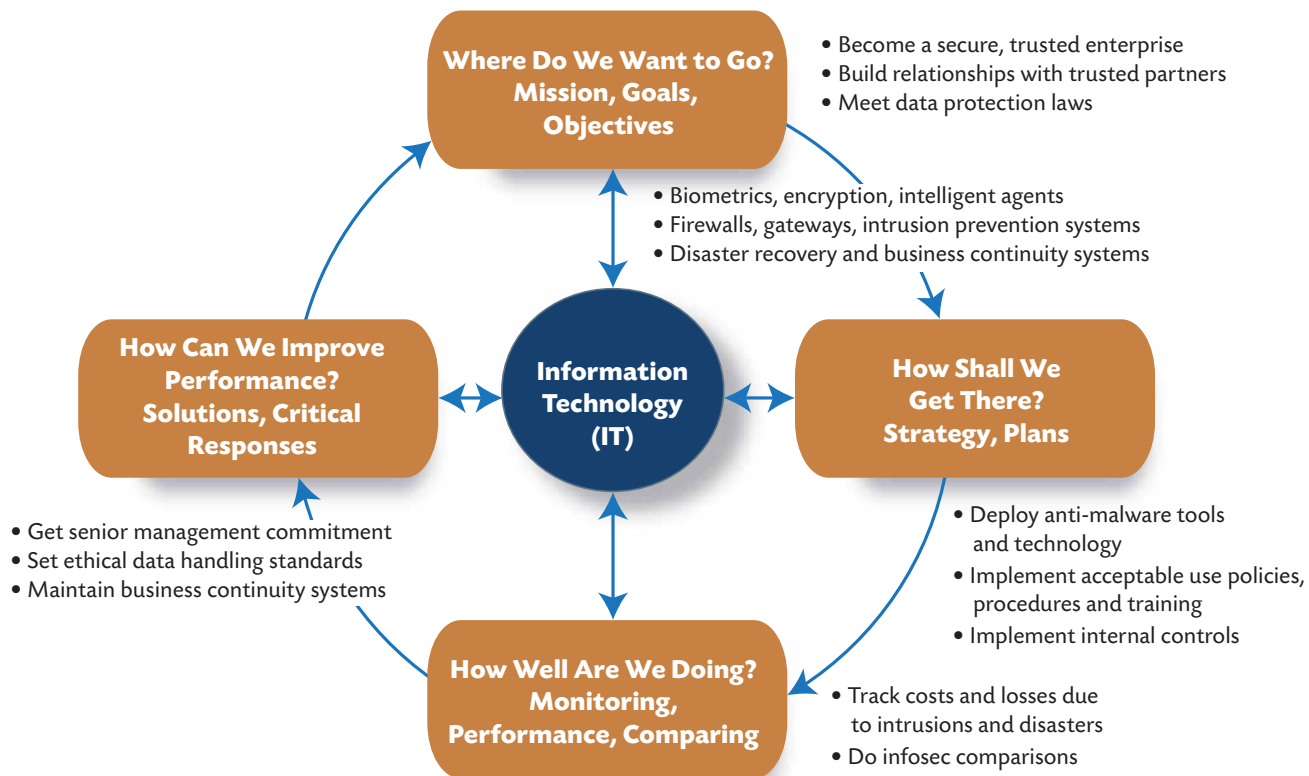 Where Do We Want to Go?
Mission, Goals,
Objectives
• Become a secure, trusted enterprise
• Build relationships with trusted partners
• Meet data protection laws
• Biometrics, encryption, intelligent agents
• Firewalls, gateways, intrusion prevention systems
• Disaster recovery and business continuity systems
How Can We Improve
Performance?
Solutions, Critical
Responses
Information
Technology
(IT)
How Shall We
Get There?
Strategy, Plans
• Get senior management commitment
• Set ethical data handling standards
• Maintain business continuity systems
• Deploy anti-malware tools
and technology
• Implement acceptable use policies,
procedures and training
• Implement internal controls
How Well Are We Doing?
Monitoring,
Performance, Comparing
• Track costs and losses due
to intrusions and disasters
• Do infosec comparisons